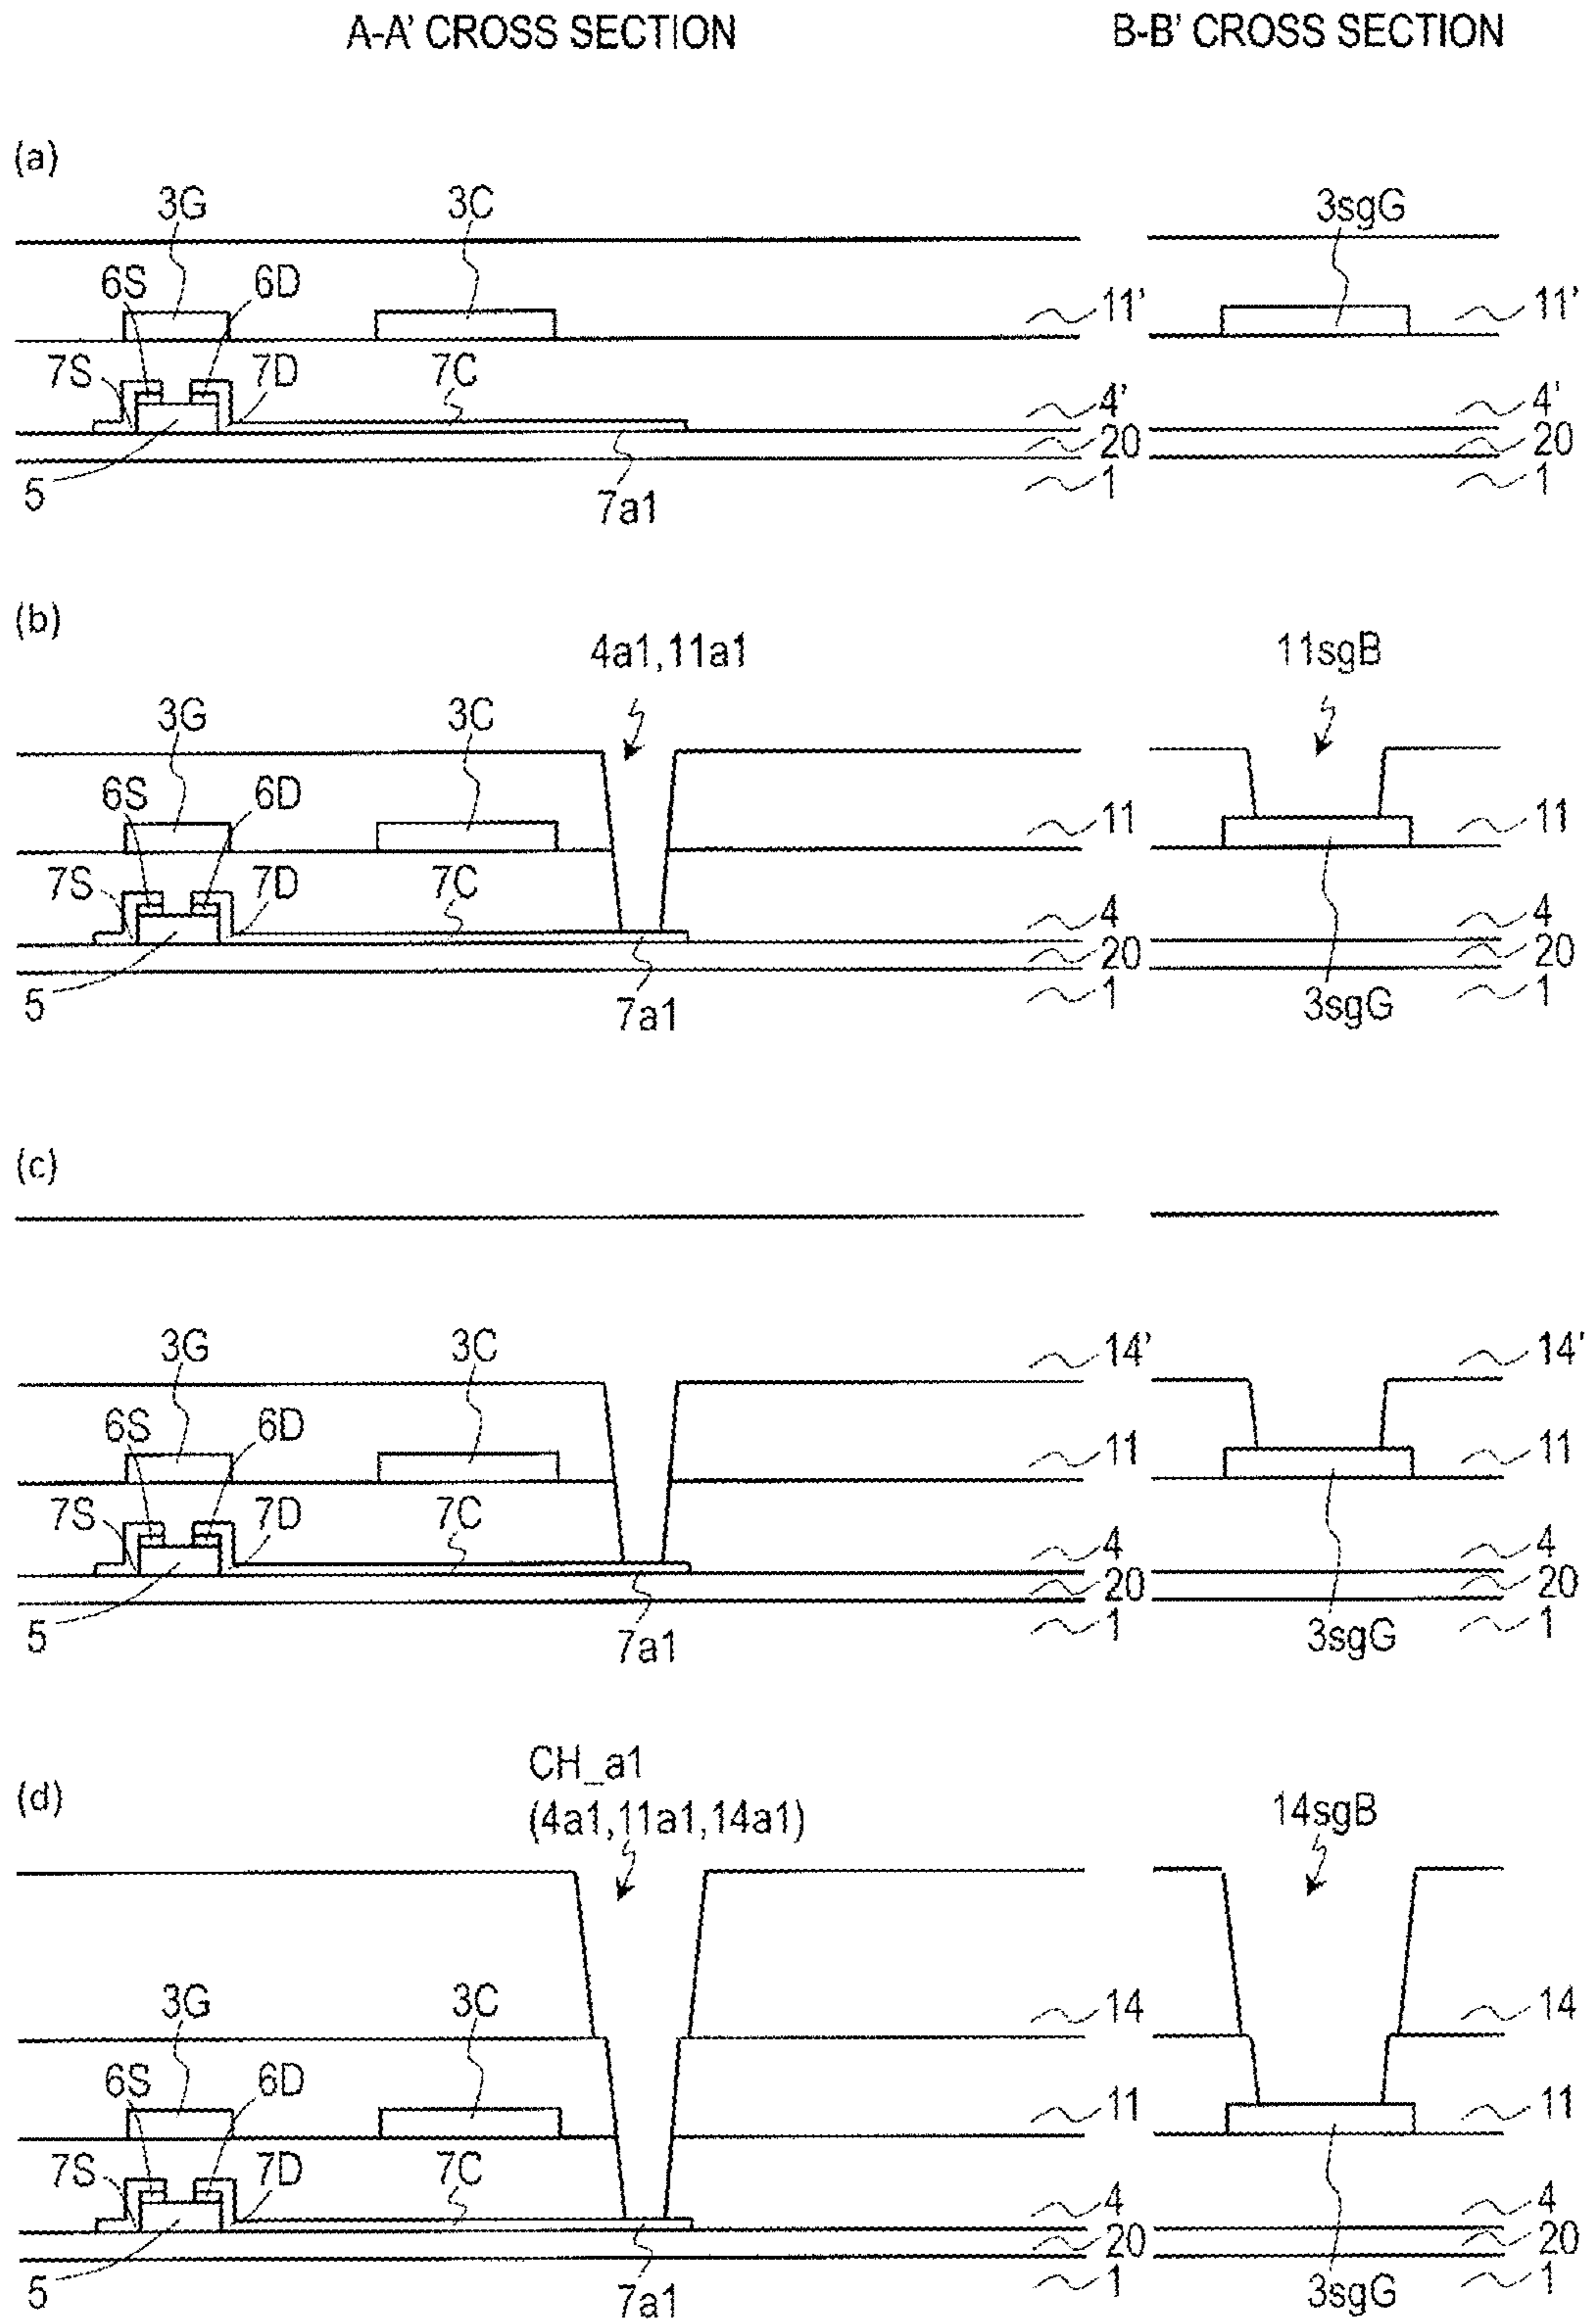 A-A' CROSS SECTION B-B' CROSS SECTION
(a)
3G 3C 3sgG
6S 6D 11' 11'
7S 7D 7C 4' 4'
20 20
5 7a1 1 1
(b)
4a1,11a1 11sgB
3G 3C
6S 6D 11 11
7S 7D 7C 4 4
20 20
5 7a1 1 3sgG 1
(c)
3G 3C 14' 14'
6S 6D 11 11
7S 7D 7C 4 4
20 20
5 7a1 1 3sgG 1
(d)
CH_a1
(4a1,11a1,14a1) 14sgB
3G 3C 14 14
6S 6D 11 11
7S 7D 7C 4 4
20 20
5 7a1 1 3sgG 1